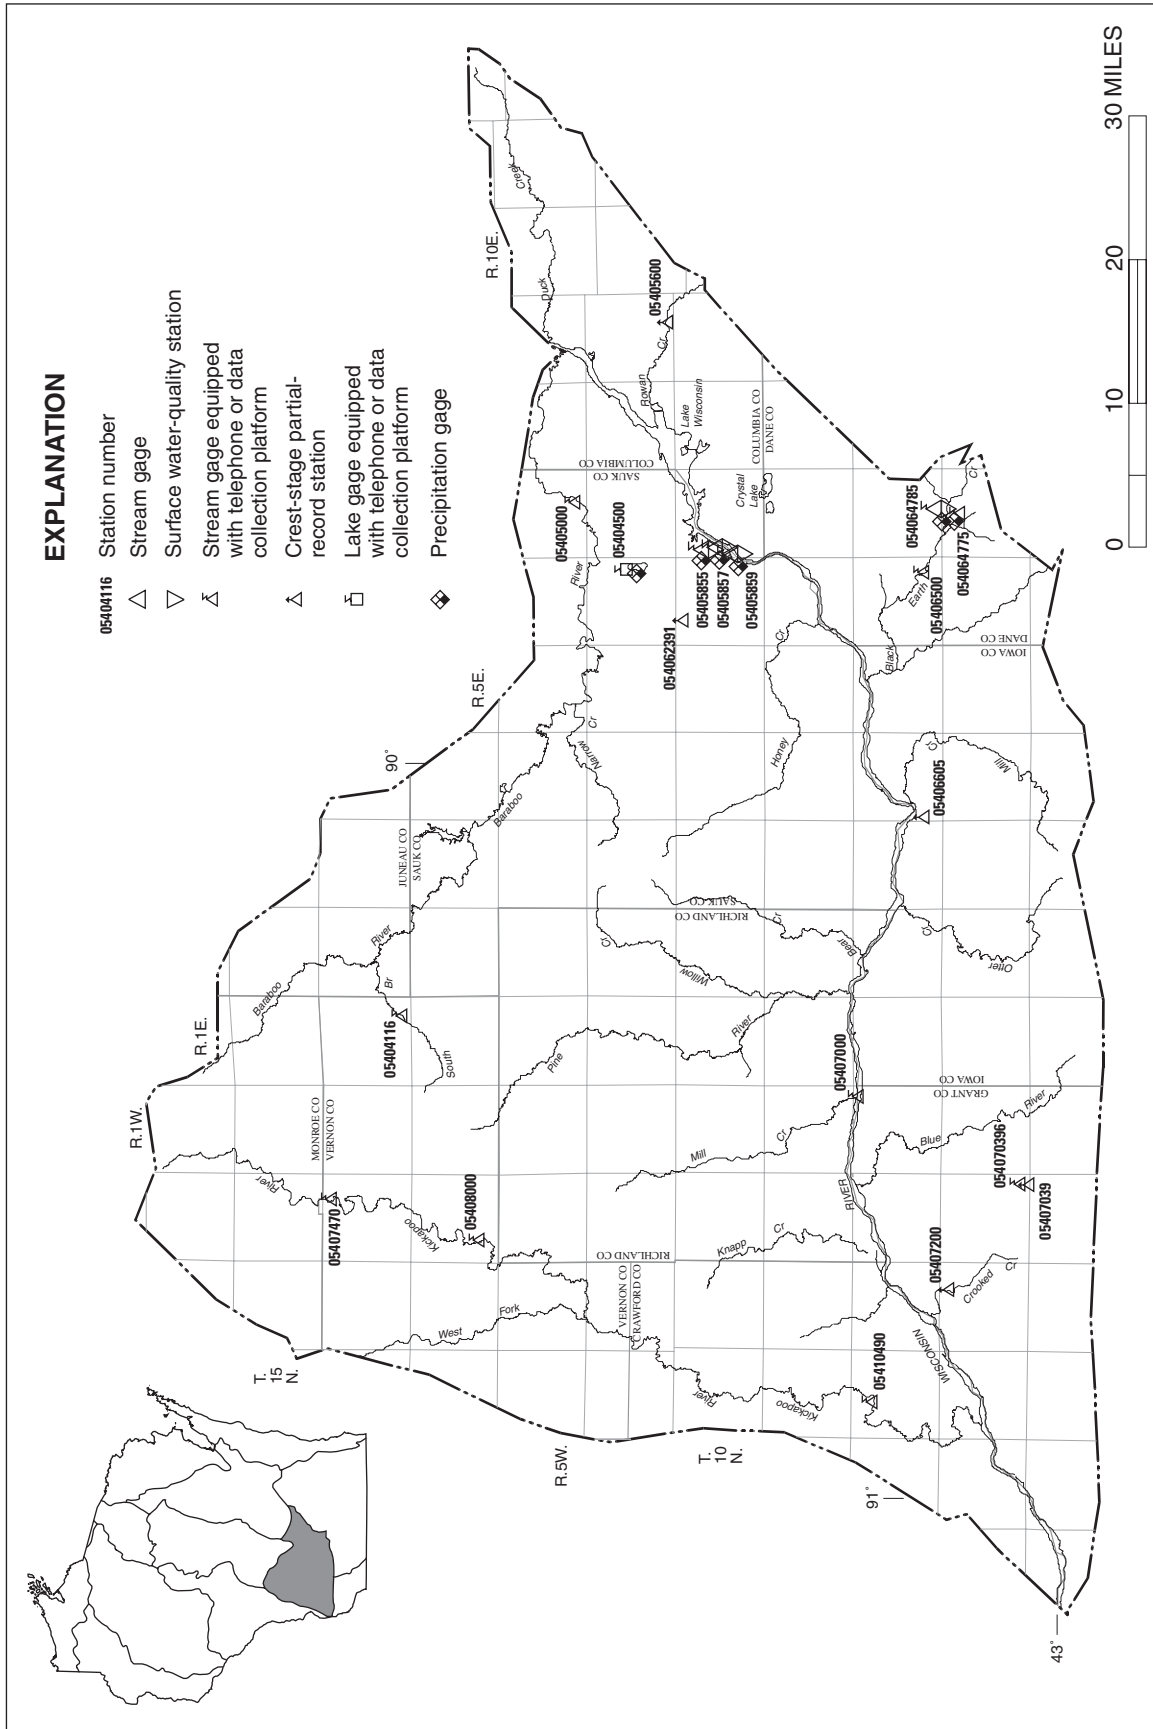 EXPLANATION
05404116 Station number
Stream gage
Surface water-quality station
Stream gage equipped
with telephone or data
collection platform
Crest-stage partial-
record station
Lake gage equipped
with telephone or data
collection platform
Precipitation gage
R.1W.
R.1E.
R.5E.
R.10E.
90°
T.
15
N.
R.5W.
T.
10
N.
91°
43°
MONROE CO
VERNON CO
JUNEAU CO
SAUK CO
SAUK CO
COLUMBIA CO
COLUMBIA CO
DANE CO
VERNON CO
CRAWFORD CO
RICHLAND CO
RICHLAND CO
SAUK CO
GRANT CO
IOWA CO
IOWA CO
DANE CO
Duck
Creek
Baraboo
River
Baraboo
River
South
Br
Narrow
Cr
Rowan
Cr
Lake
Wisconsin
Crystal
Lake
Honey
Cr
Black
Earth
Cr
Mill
Cr
Otter
Cr
Bear
Cr
Willow
Cr
Pine
River
Mill
Cr
Blue
River
Knapp
Cr
Crooked
Cr
River
Kickapoo
West
Fork
River
Kickapoo
WISCONSIN
RIVER
05407470
05408000
05404116
05405000
05404500
05405600
054062391
05405855
05405857
05405859
054064785
054064775
05406500
05406605
05407000
054070396
05407039
05407200
05410490
0
10
20
30 MILES